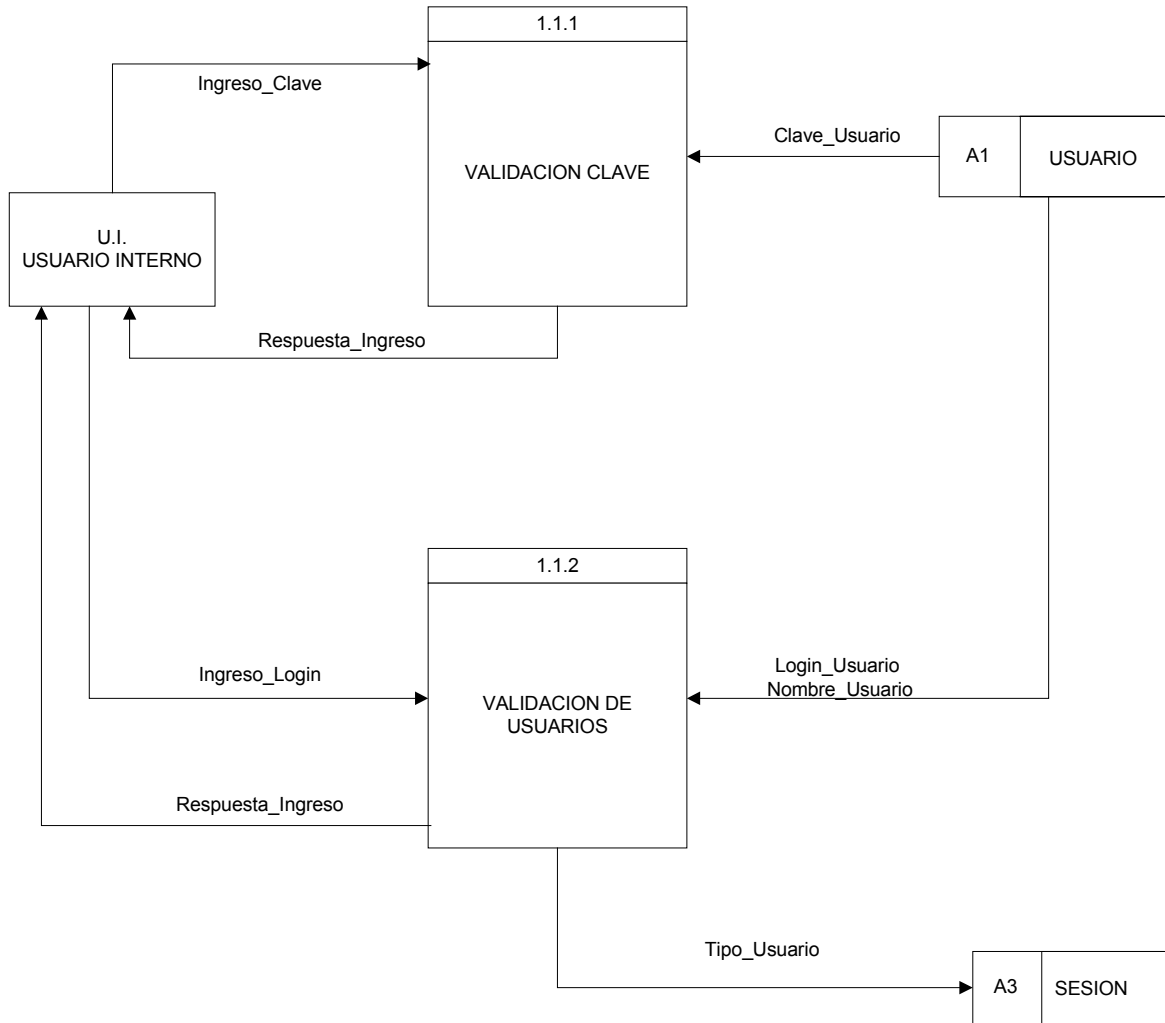 1.1.1
Ingreso_Clave
Clave_Usuario
VALIDACION CLAVE
A1
USUARIO
U.I.
USUARIO INTERNO
Respuesta_Ingreso
1.1.2
Ingreso_Login
Login_Usuario
Nombre_Usuario
VALIDACION DE
USUARIOS
Respuesta_Ingreso
Tipo_Usuario
A3
SESION